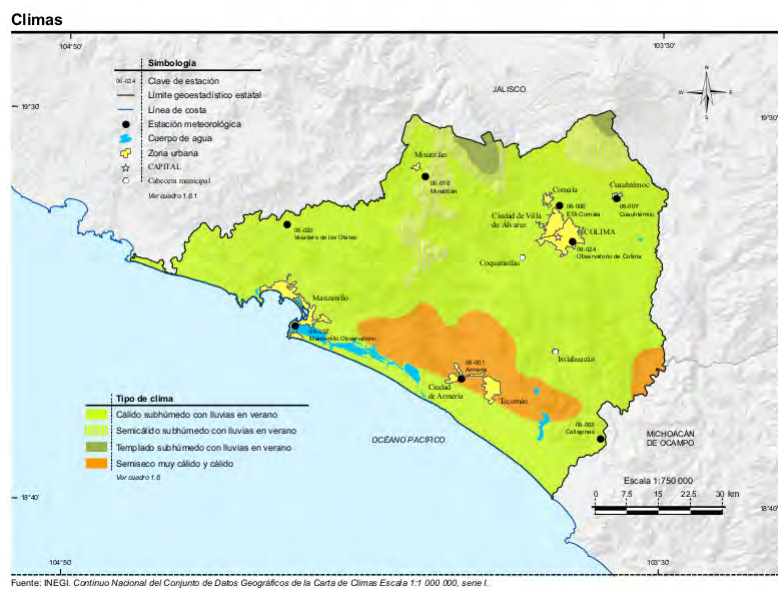 Climas
104°50'
103°30'
Simbología
06-024 Clave de estación
Límite geoestadístico estatal
Línea de costa
Estación meteorológica
Cuerpo de agua
Zona urbana
CAPITAL
Cabecera municipal
Ver cuadro 1.6.1
19°30
19°30'
JALISCO
N
W
E
S
Minatitlán
06-018
Minatitlán
Comala
Cuauhtémoc
06-00Y
Cuauhtémoc
ETA Comala
Ciudad de Villa
de Álvarez
COLIMA
06-024
Observatorio de Colima
06-020
Coquimatlán
Manzanillo
Manzanillo Observatorio
Ixtlahuacán
06-001
Armería
Ciudad
de Armería
Tecomán
06-003
Callejones
Tipo de clima
Cálido subhúmedo con lluvias en verano
Semicálido subhúmedo con lluvias en verano
Templado subhúmedo con lluvias en verano
Semiseco muy cálido y cálido
Ver cuadro 1.6
OCÉANO PACÍFICO
MICHOACÁN
DE OCAMPO
Escala 1:750 000
0 7.5 15 22.5 30 km
18°40'
18°40'
104°50'
103°30'
Fuente: INEGI. Continuo Nacional del Conjunto de Datos Geográficos de la Carta de Climas Escala 1:1 000 000, serie I.